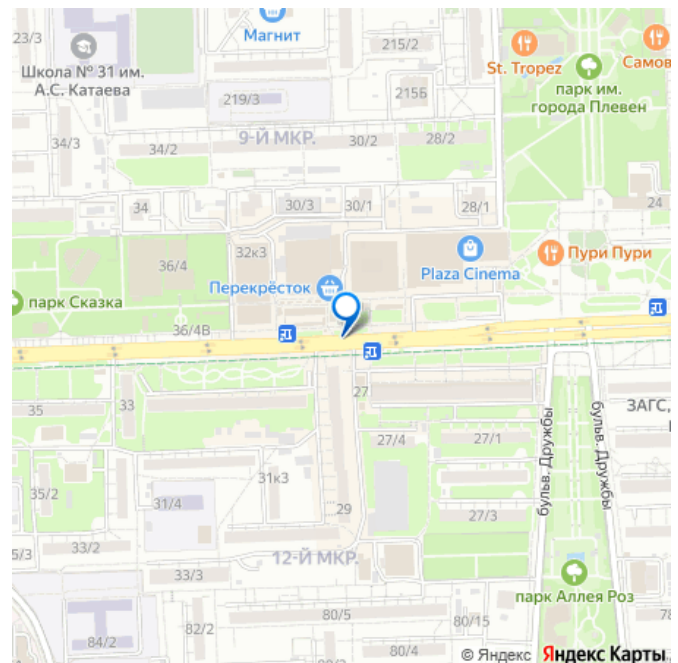 23/3
Магнит
215/2
St. Tropez
Школа № 31 им.
А.С. Катаева
парк им.
города Плевен
219/3
215Б
34/3
34/2
9-Й МКР.
30/2
28/2
34
30/3
30/1
28/1
24
32к3
36/4
Перекрёсток
Plaza Cinema
Пури Пури
парк Сказка
36/4В
35
33
27
27/4
27/1
ЗАГС,
бульв. Дружбы
бульв. Дружбы
31к3
35/2
31/4
29
27/3
33/2
12-Й МКР.
33/3
парк Аллея Роз
80/5
80/15
82/2
84/2
80/4
© Яндекс Яндекс Карты